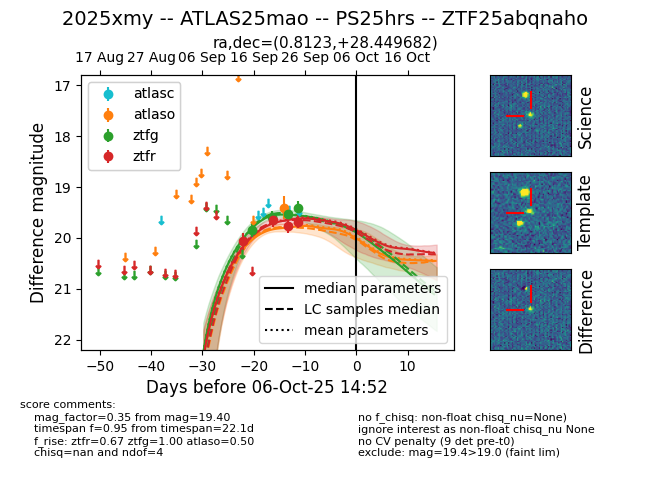 2025xmy -- ATLAS25mao -- PS25hrs -- ZTF25abqnaho
ra,dec=(0.8123,+28.449682)
17 Aug 27 Aug 06 Sep 16 Sep 26 Sep 06 Oct 16 Oct
atlasc
atlaso
ztfg
ztfr
17
18
19
20
21
22
Difference magnitude
median parameters
LC samples median
mean parameters
−50 −40 −30 −20 −10 0 10
Days before 06-Oct-25 14:52
Science
Template
Difference
score comments:
mag_factor=0.35 from mag=19.40
timespan f=0.95 from timespan=22.1d
f_rise: ztfr=0.67 ztfg=1.00 atlaso=0.50
chisq=nan and ndof=4
no f_chisq: non-float chisq_nu=None)
ignore interest as non-float chisq_nu None
no CV penalty (9 det pre-t0)
exclude: mag=19.4>19.0 (faint lim)